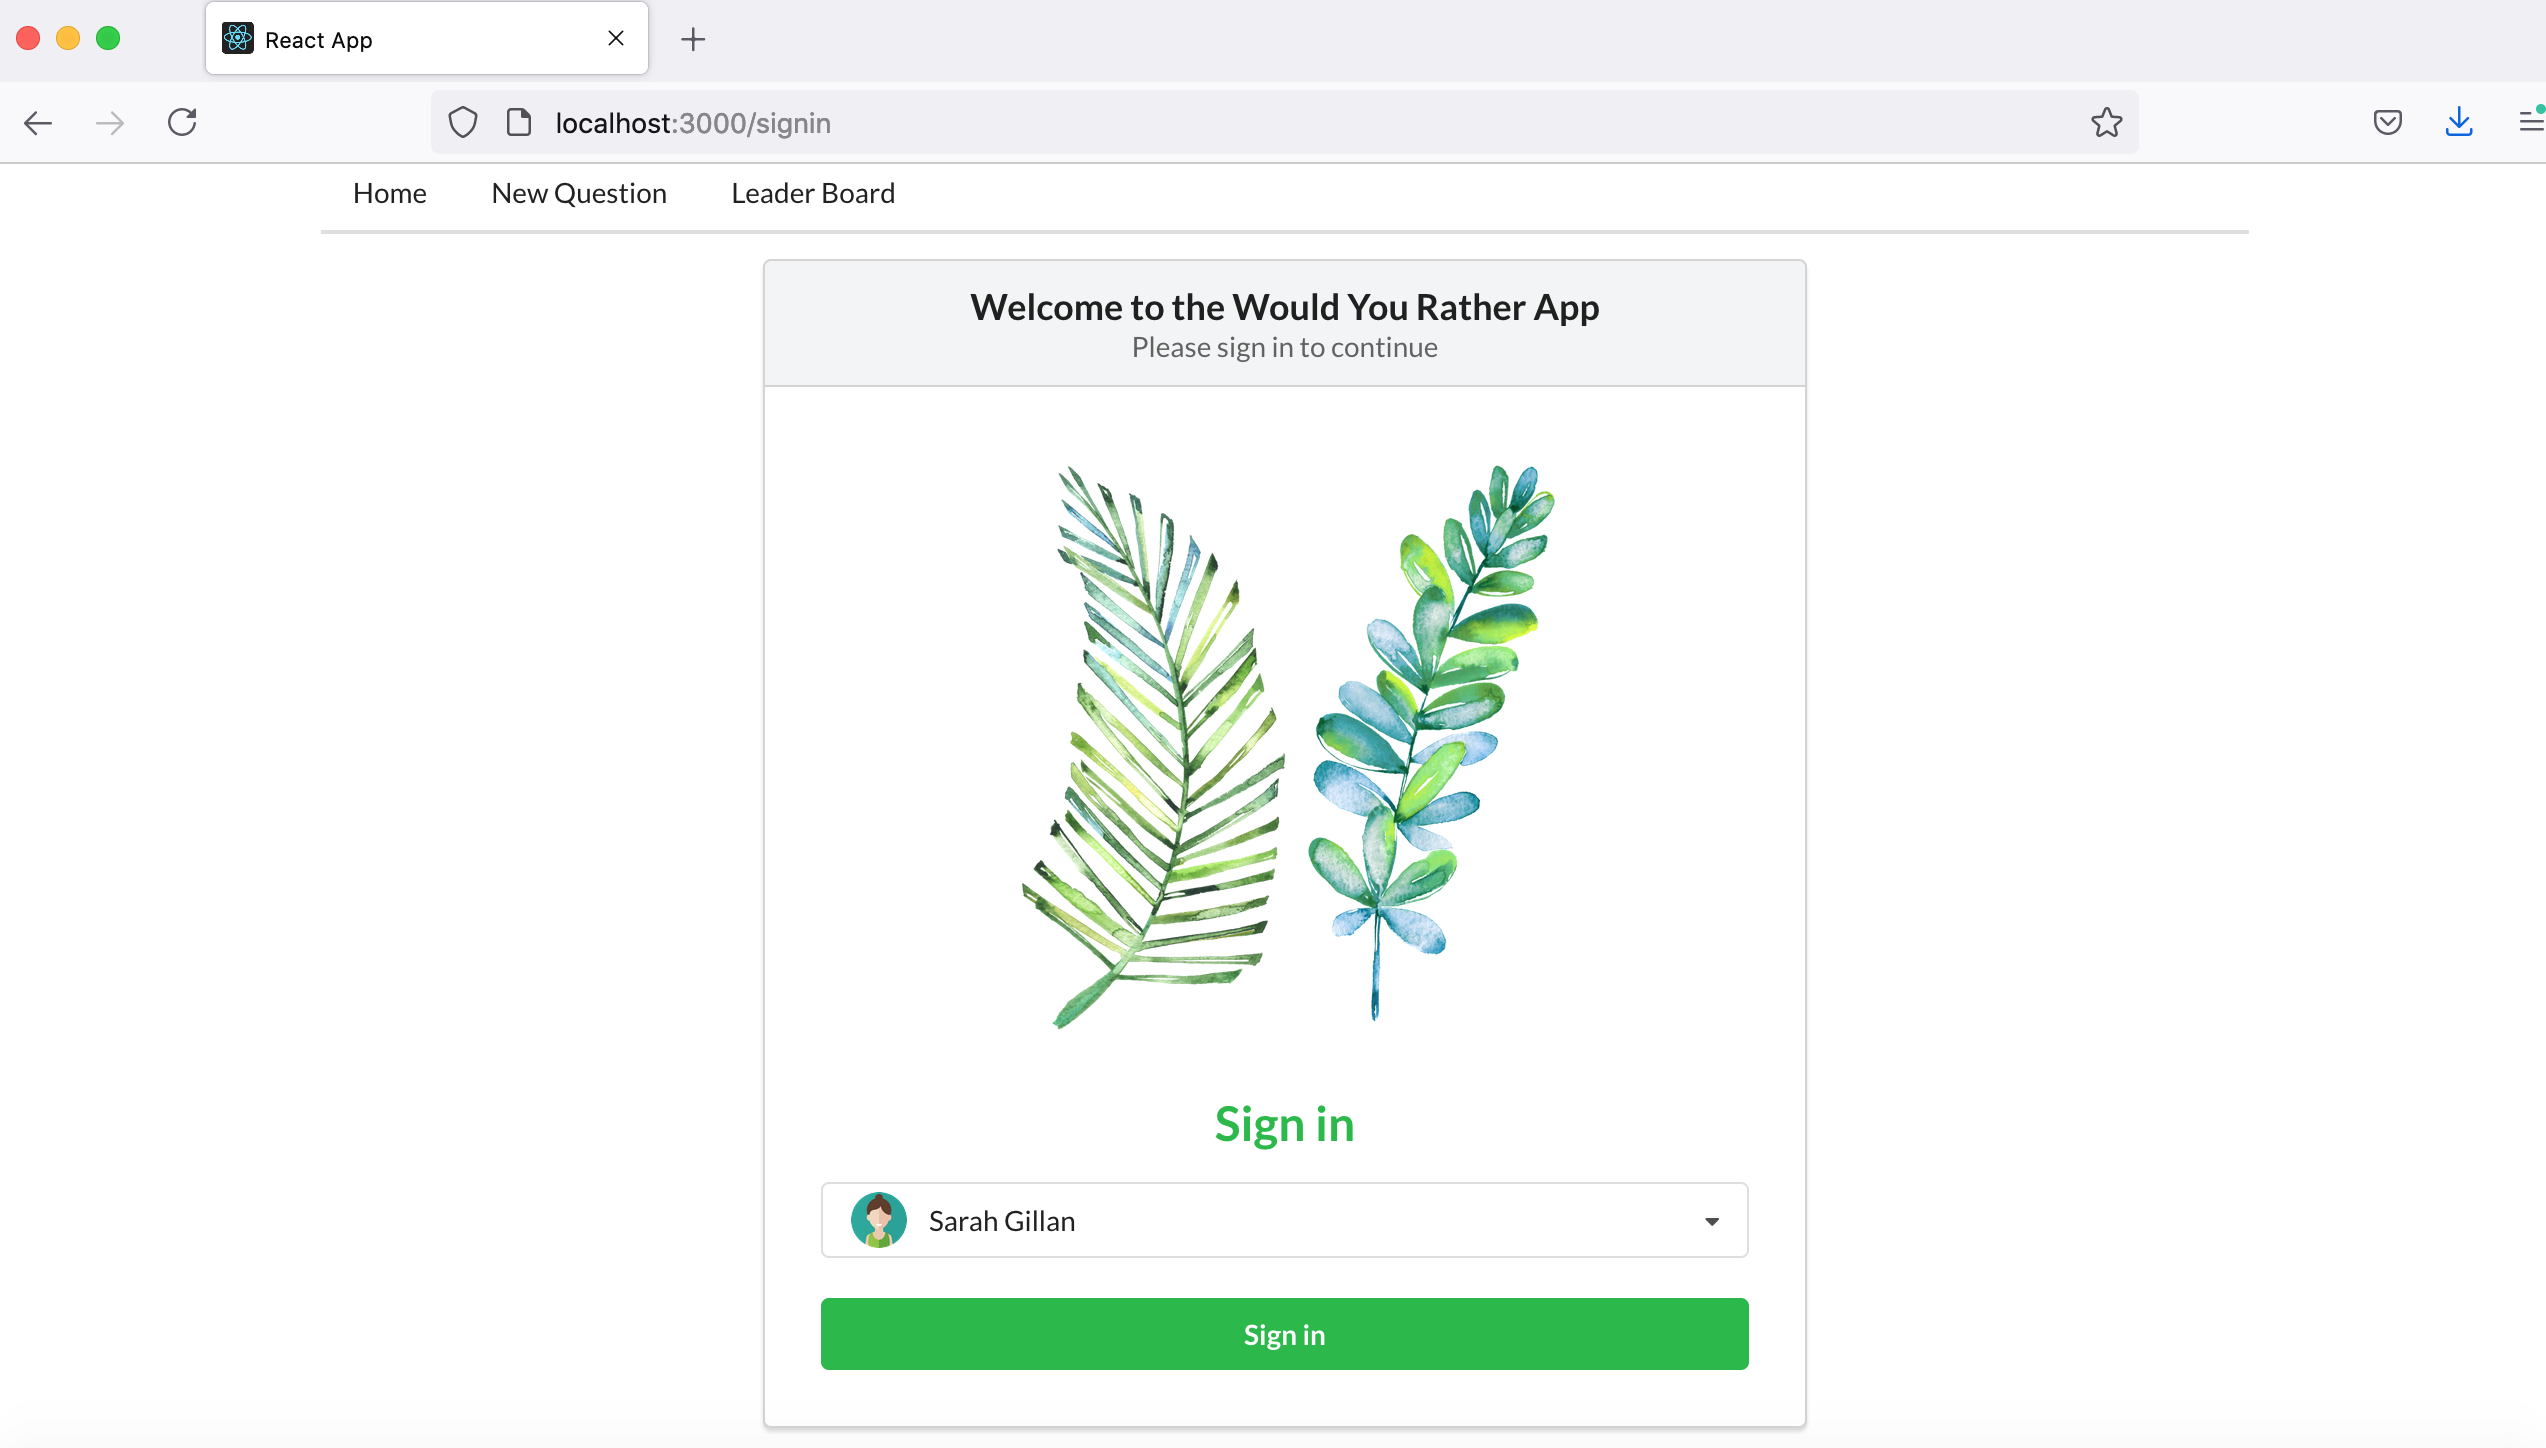 React App
localhost:3000/signin
Home New Question Leader Board
Welcome to the Would You Rather App
Please sign in to continue
Sign in
Sarah Gillan
Sign in